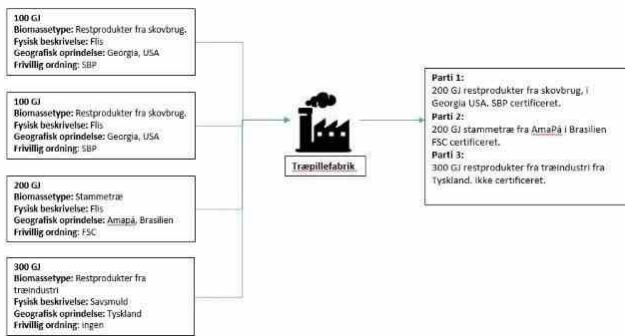 100 GJ
Biomassetype: Restprodukter fra skovbrug.
Fysisk beskrivelse: Flis
Geografisk oprindelse: Georgia, USA
Frivillig ordning: SBP
100 GJ
Biomassetype: Restprodukter fra skovbrug.
Fysisk beskrivelse: Flis
Geografisk oprindelse: Georgia, USA
Frivillig ordning: SBP
200 GJ
Biomassetype: Stammetræ
Fysisk beskrivelse: Flis
Geografisk oprindelse: Amapá, Brasilien
Frivillig ordning: FSC
300 GJ
Biomassetype: Restprodukter fra
træindustri
Fysisk beskrivelse: Savsmuld
Geografisk oprindelse: Tyskland
Frivillig ordning: ingen
Træpillefabrik
Parti 1:
200 GJ restprodukter fra skovbrug, i
Georgia USA. SBP certificeret.
Parti 2:
200 GJ stammetræ fra AmaPá i Brasilien
FSC certificeret.
Parti 3:
300 GJ restprodukter fra træindustri fra
Tyskland. Ikke certificeret.